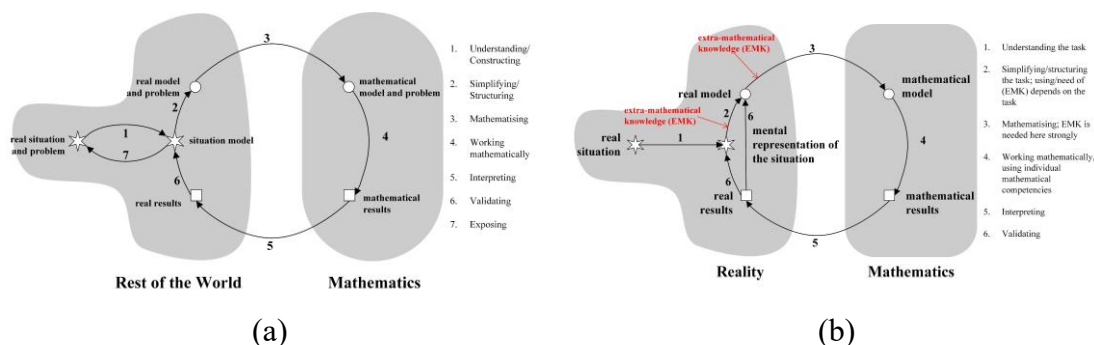 real model
and problem
mathematical
model and problem
real situation
and problem
situation model
real results
mathematical results
1
2
3
4
5
6
7
Rest of the World
Mathematics
1. Understanding/
Constructing
2. Simplifying/
Structuring
3. Mathematising
4. Working
mathematically
5. Interpreting
6. Validating
7. Exposing
(a)
extra-mathematical
knowledge (EMK)
real model
extra-mathematical
knowledge (EMK)
real
situation
mental
representation of
the situation
real
results
mathematical
model
mathematical
results
1
2
3
4
5
6
6
Reality
Mathematics
1. Understanding the task
2. Simplifying/structuring
the task; using/need of
(EMK) depends on the
task
3. Mathematising; EMK is
needed here strongly
4. Working mathematically,
using individual
mathematical
competencies
5. Interpreting
6. Validating
(b)